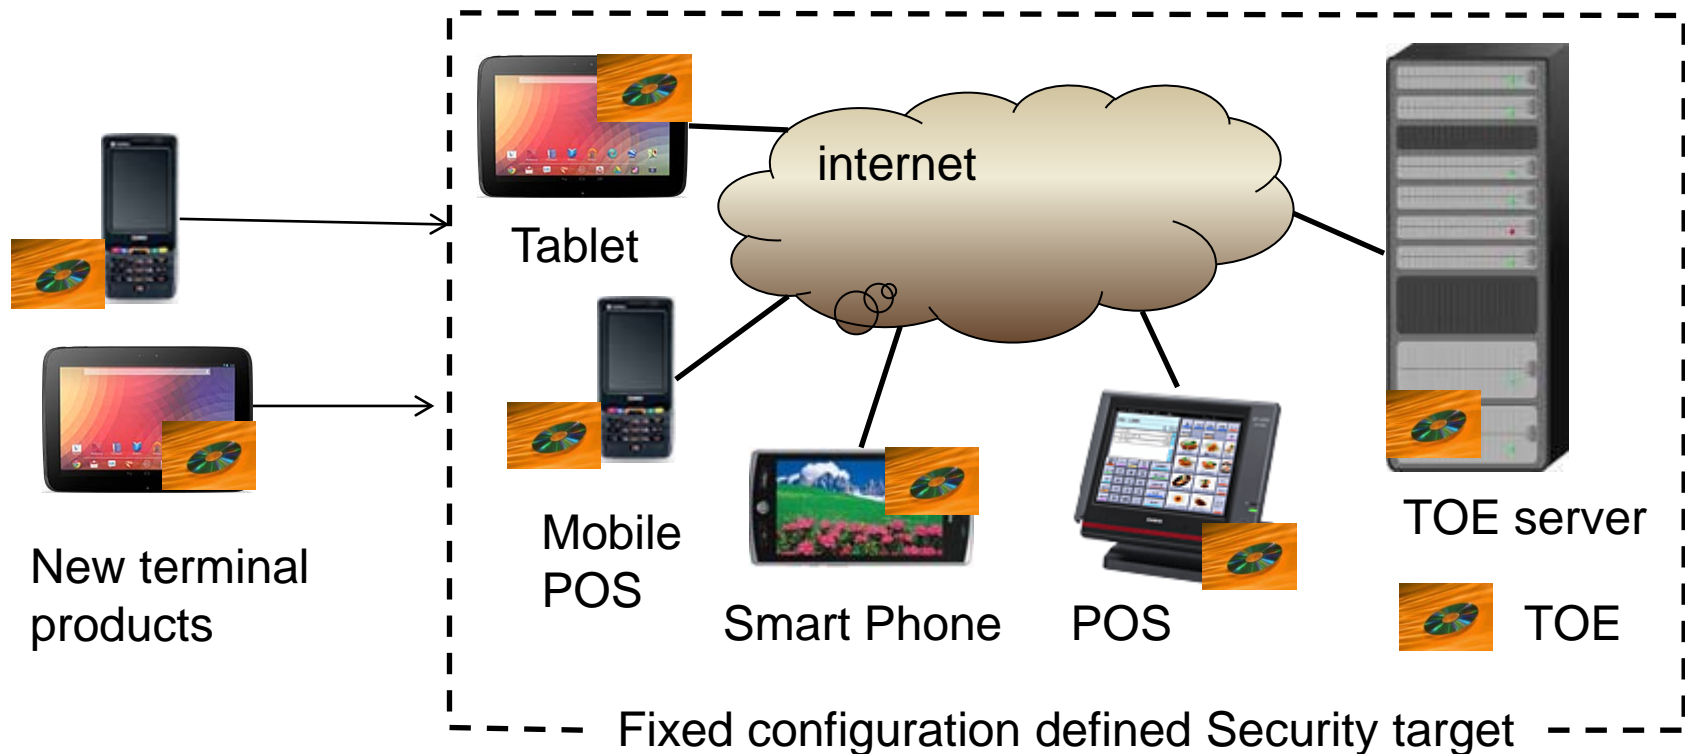 internet
Tablet
Mobile
POS
Smart Phone
POS
TOE server
TOE
New terminal
products
Fixed configuration defined Security target